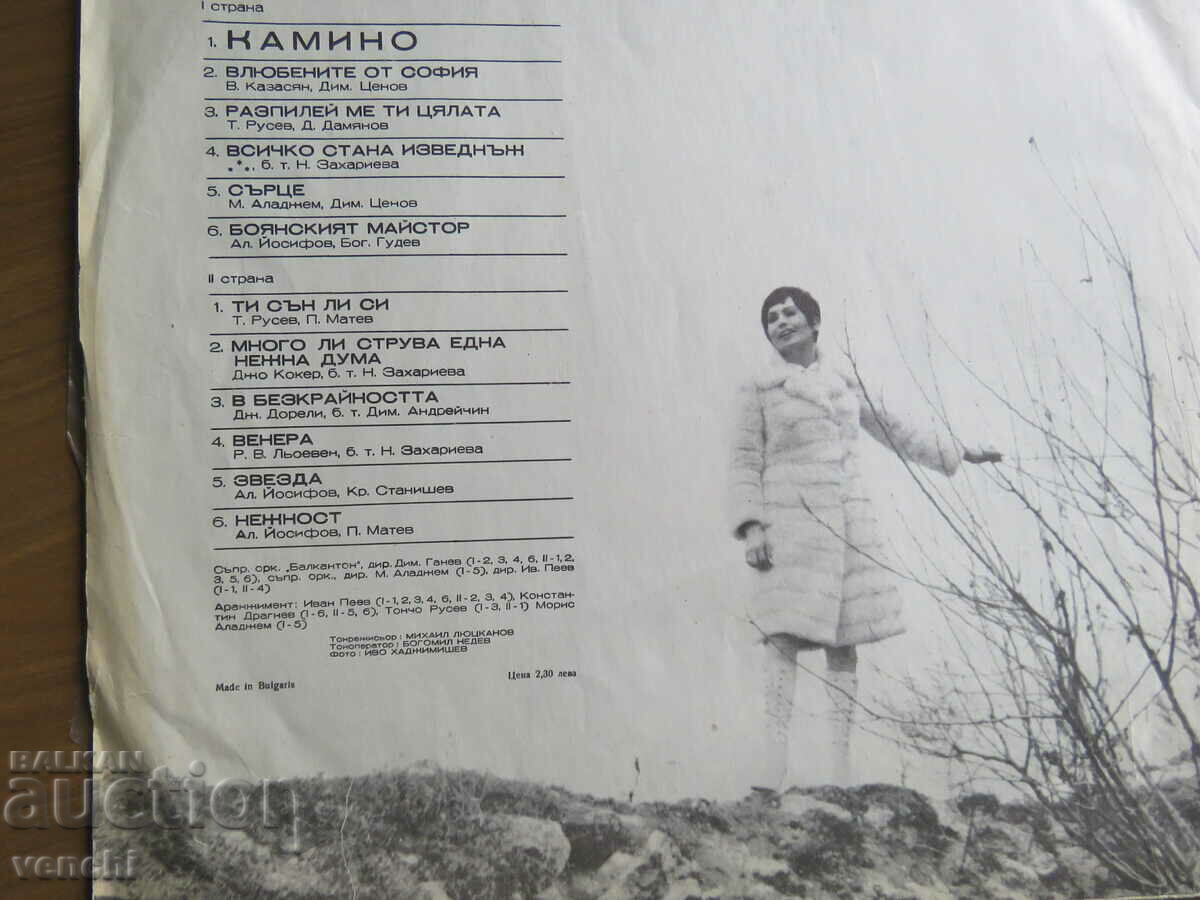 I страна
1. КАМИНО
2. ВЛЮБЕНИТЕ ОТ СОФИЯ
В. Казасян, Дим. Ценов
3. РАЗПИЛЕЙ МЕ ТИ ЦЯЛАТА
Т. Русев, Д. Дамянов
4. ВСИЧКО СТАНА ИЗВЕДНЪЖ
.*., б. т. Н. Захариева
5. СЪРЦЕ
М. Аладжем, Дим. Ценов
6. БОЯНСКИЯТ МАЙСТОР
Ал. Йосифов, Бог. Гудев
II страна
1. ТИ СЪН ЛИ СИ
Т. Русев, П. Матев
2. МНОГО ЛИ СТРУВА ЕДНА
НЕЖНА ДУМА
Джо Кокер, б. т. Н. Захариева
3. В БЕЗКРАЙНОСТТА
Дж. Дорели, б. т. Дим. Андрейчин
4. ВЕНЕРА
Р. В. Льоевен, б. т. Н. Захариева
5. ЗВЕЗДА
Ал. Йосифов, Кр. Станишев
6. НЕЖНОСТ
Ал. Йосифов, П. Матев
Съпр. орк. „Балкантон", дир. Дим. Ганев (I-2, 3, 4, 6, II-1, 2,
3, 5, 6), съпр. орк., дир. М. Аладжем (I-5), дир. Ив. Пеев
(I-1, II-4)
Аранжимент: Иван Пеев (I-1, 2, 3, 4, 6, II-2, 3, 4), Констан-
тин Драгнев (I-6, II-5, 6), Тончо Русев (I-3, II-1) Морис
Аладжем (I-5)
Тонрежисьор: МИХАИЛ ЛЮЦКАНОВ
Тоноператор: БОГОМИЛ НЕДЕВ
Фото: ИВО ХАДЖИМИШЕВ
Made in Bulgaria Цена 2,30 лева
BALKAN
auction
venchi